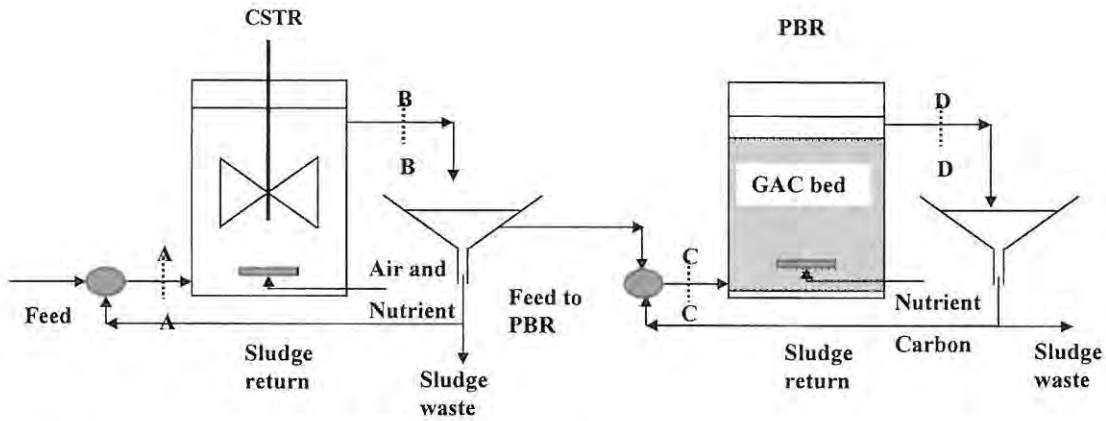 CSTR
PBR
B
B
D
D
GAC bed
A
A
Air and
Nutrient
Feed
Feed to
PBR
C
C
Nutrient
Carbon
Sludge
return
Sludge
waste
Sludge
return
Sludge
waste